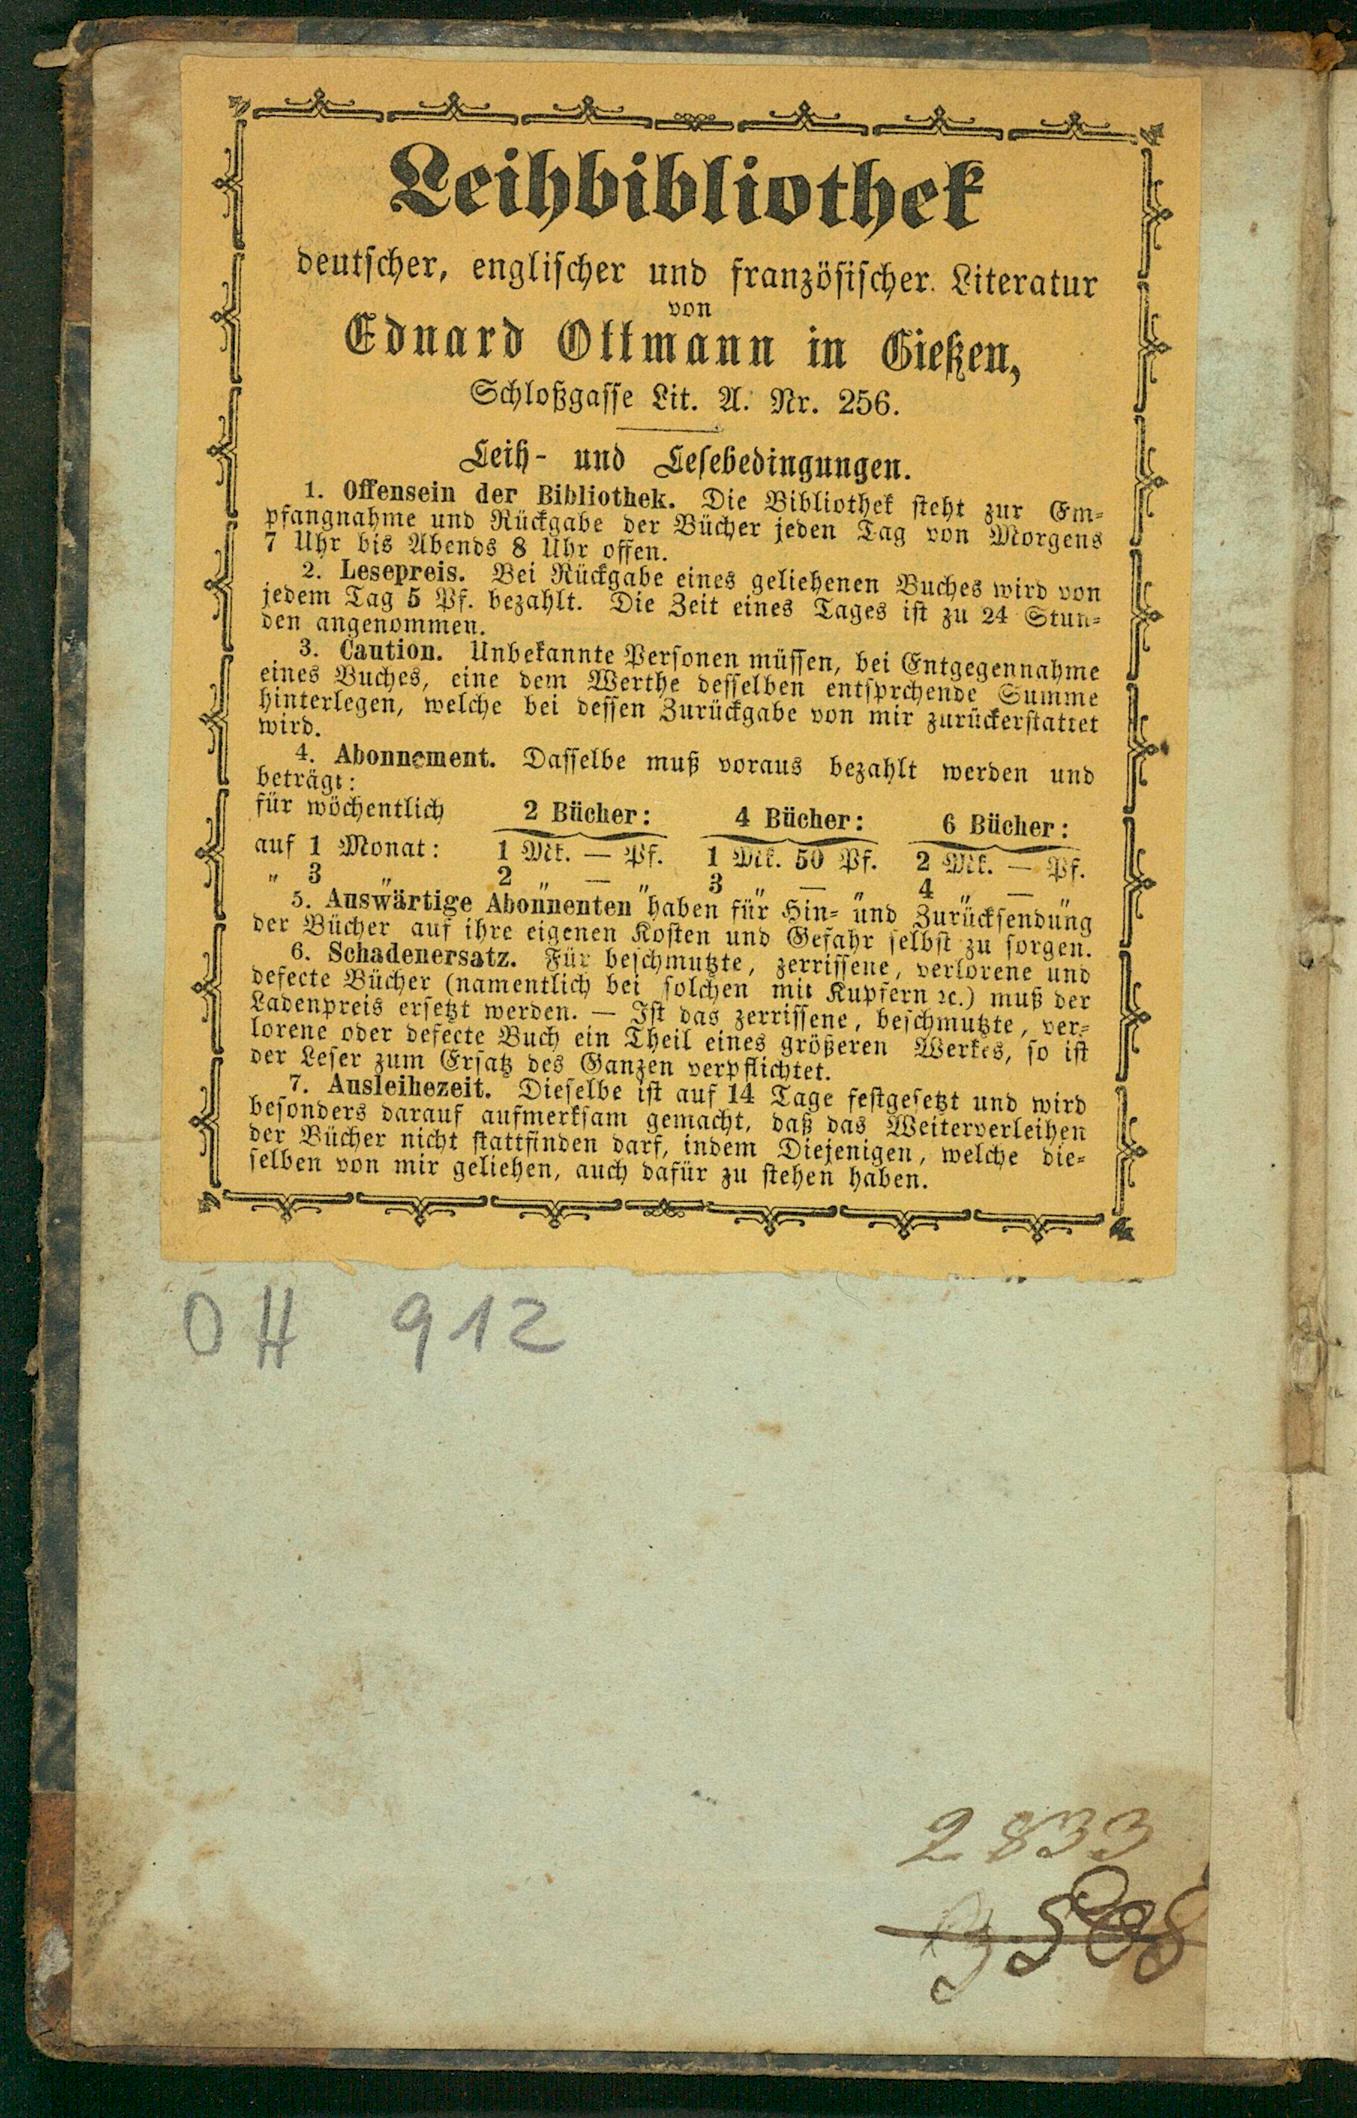 Leihbibliothek
deutscher, englischer und französischer Literatur
von
Eduard Ottmann in Gießen,
Schloßgasse Lit. A. Nr. 256.
Leih- und Lesebedingungen.
1. Offensein der Bibliothek. Die Bibliothek steht zur Em-
pfangnahme und Rückgabe der Bücher jeden Tag von Morgens
7 Uhr bis Abends 8 Uhr offen.
2. Lesepreis. Bei Rückgabe eines geliehenen Buches wird von
jedem Tag 5 Pf. bezahlt. Die Zeit eines Tages ist zu 24 Stun-
den angenommen.
3. Caution. Unbekannte Personen müssen, bei Entgegennahme
eines Buches, eine dem Werthe desselben entsprchende Summe
hinterlegen, welche bei dessen Zurückgabe von mir zurückerstattet
wird.
4. Abonnement. Dasselbe muß voraus bezahlt werden und
beträgt:
für wöchentlich 2 Bücher: 4 Bücher: 6 Bücher:
auf 1 Monat: 1 Mk. — Pf. 1 Mk. 50 Pf. 2 Mk. — Pf.
„ 3 „ 2 „ — „ 3 „ — „ 4 „ — „
5. Auswärtige Abonnenten haben für Hin- und Zurücksendung
der Bücher auf ihre eigenen Kosten und Gefahr selbst zu sorgen.
6. Schadenersatz. Für beschmutzte, zerrissene, verlorene und
defecte Bücher (namentlich bei solchen mit Kupfern ꝛc.) muß der
Ladenpreis ersetzt werden. — Ist das zerrissene, beschmutzte, ver-
lorene oder defecte Buch ein Theil eines größeren Werkes, so ist
der Leser zum Ersatz des Ganzen verpflichtet.
7. Ausleihezeit. Dieselbe ist auf 14 Tage festgesetzt und wird
besonders darauf aufmerksam gemacht, daß das Weiterverleihen
der Bücher nicht stattfinden darf, indem Diejenigen, welche die-
selben von mir geliehen, auch dafür zu stehen haben.
OH 912
2833